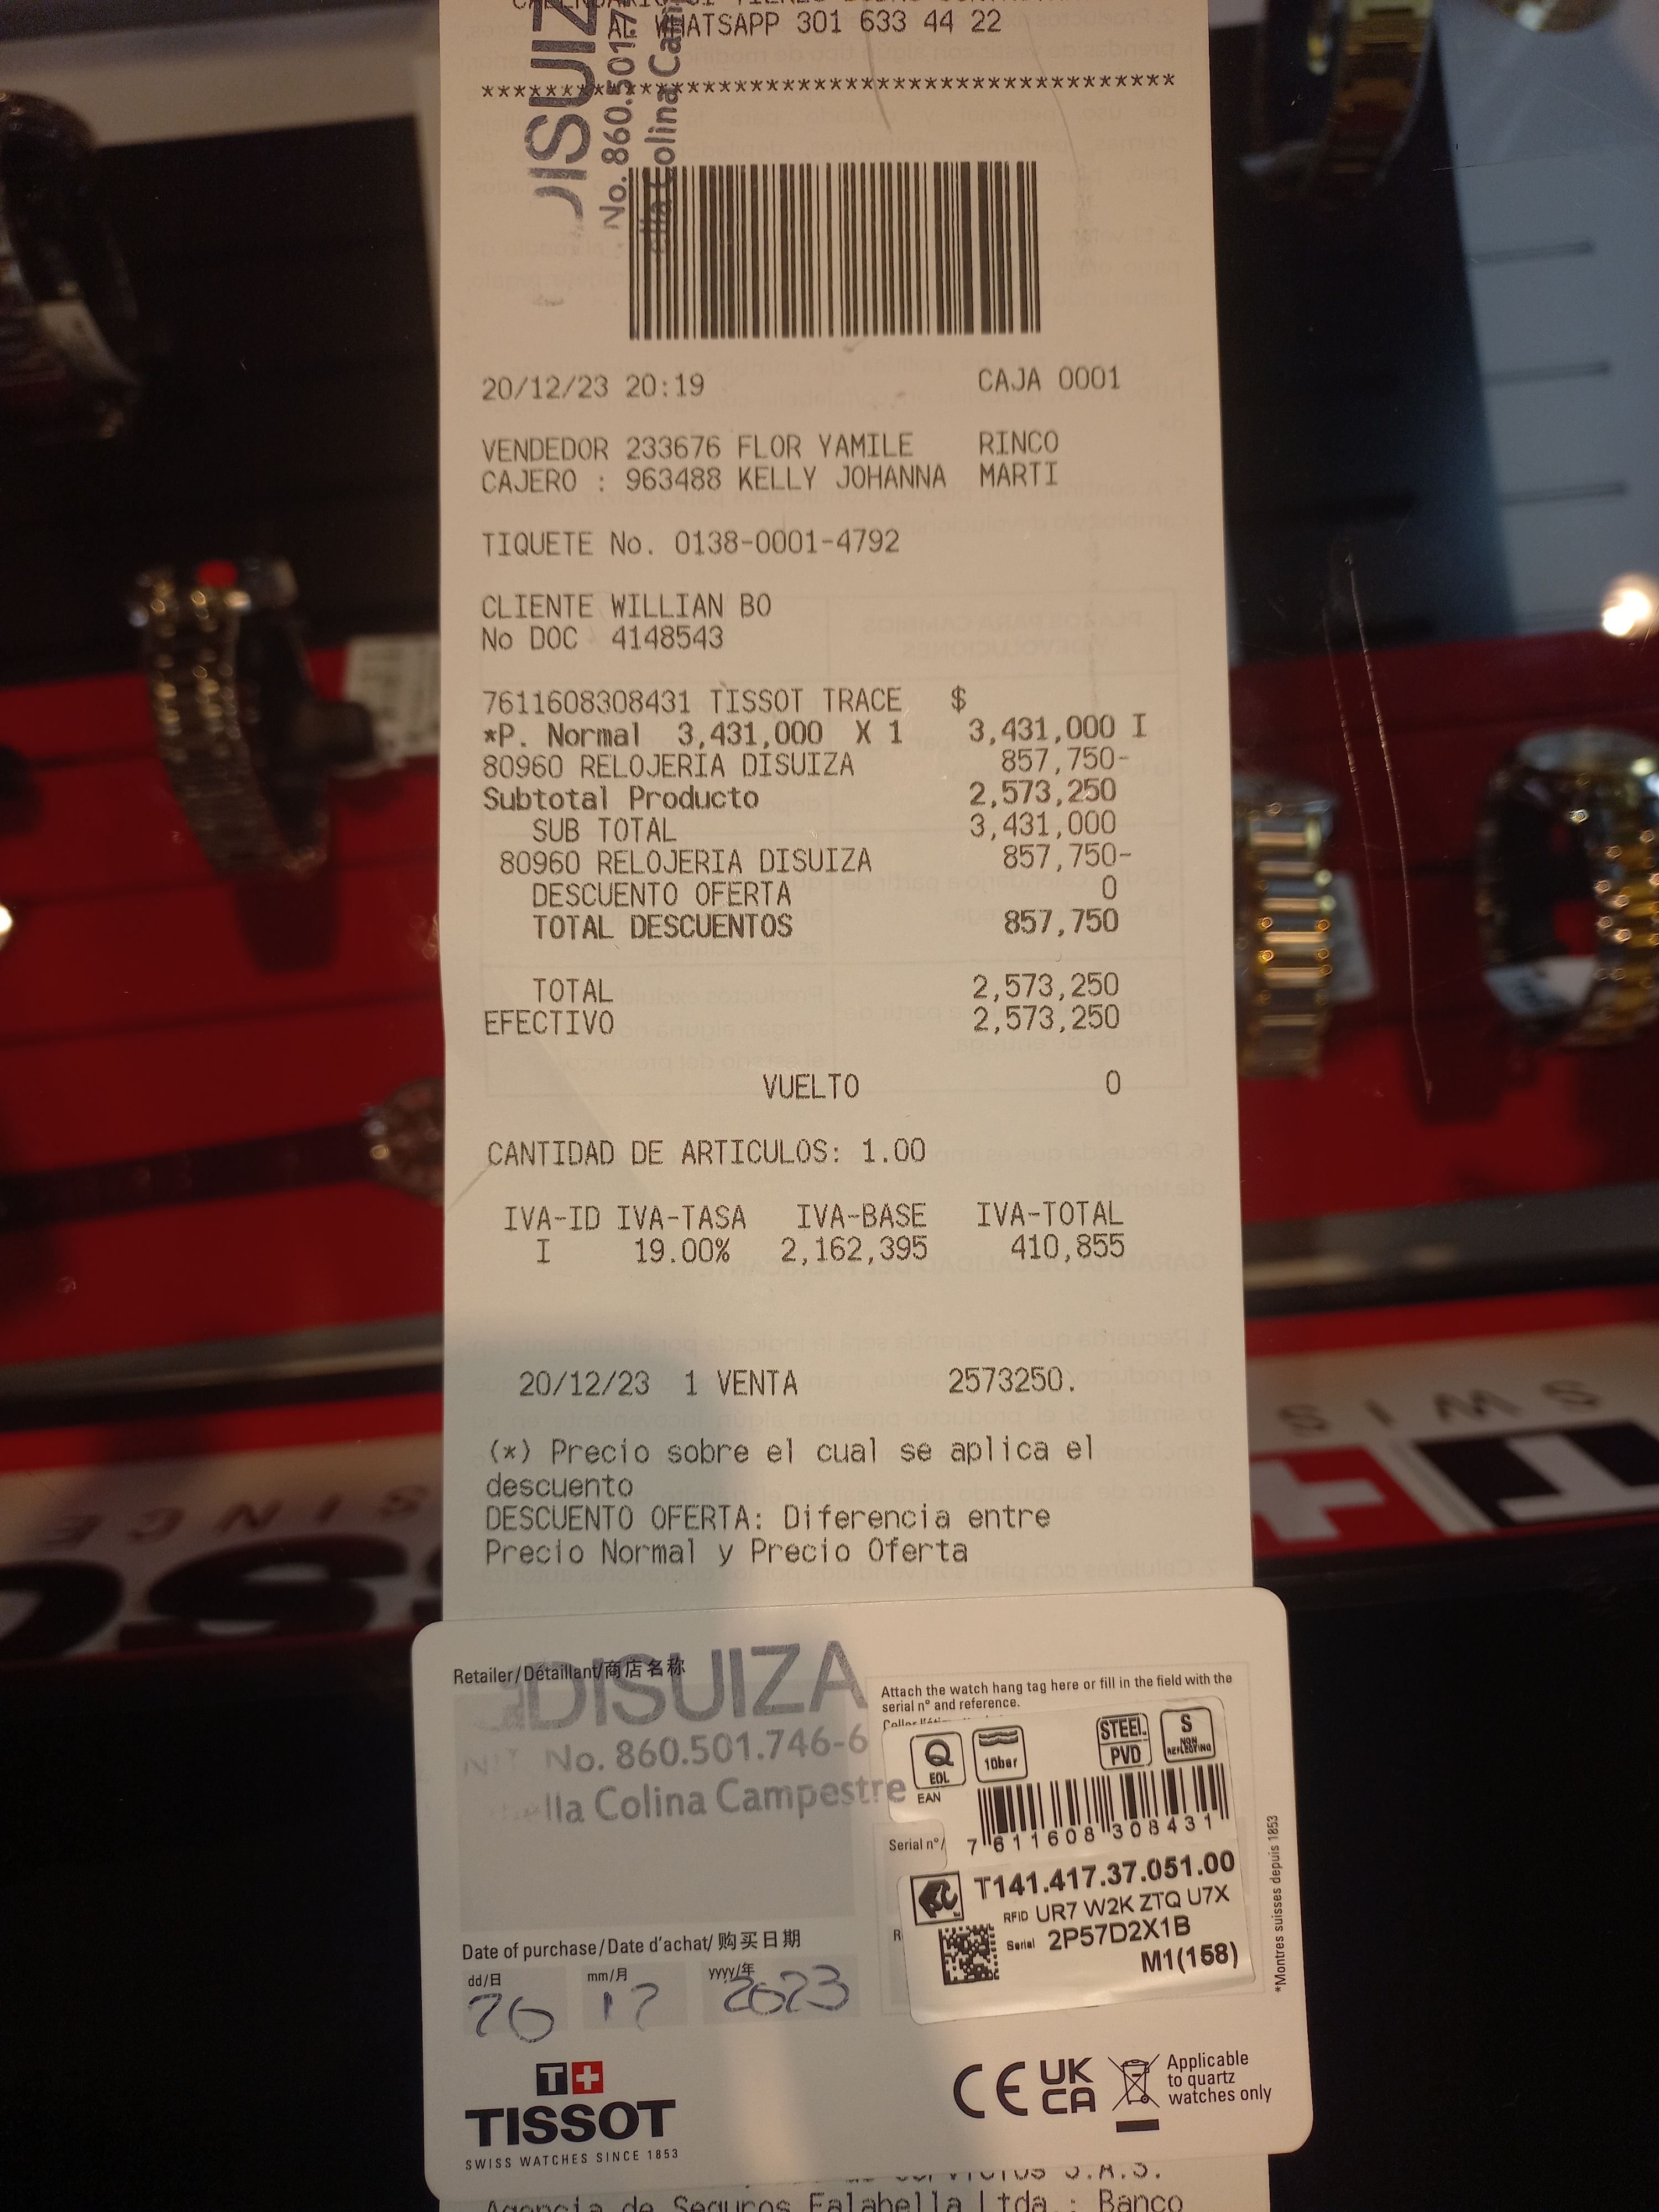 AL WHATSAPP 301 633 44 22
********************************************
DISUIZ
No. 860.501.7
olina Cam
20/12/23 20:19 CAJA 0001
VENDEDOR 233676 FLOR YAMILE RINCO
CAJERO : 963488 KELLY JOHANNA MARTI
TIQUETE No. 0138-0001-4792
CLIENTE WILLIAN BO
No DOC 4148543
7611608308431 TISSOT TRACE $
*P. Normal 3,431,000 X 1 3,431,000 I
80960 RELOJERIA DISUIZA 857,750-
Subtotal Producto 2,573,250
SUB TOTAL 3,431,000
80960 RELOJERIA DISUIZA 857,750-
DESCUENTO OFERTA 0
TOTAL DESCUENTOS 857,750
TOTAL 2,573,250
EFECTIVO 2,573,250
VUELTO 0
CANTIDAD DE ARTICULOS: 1.00
IVA-ID IVA-TASA IVA-BASE IVA-TOTAL
I 19.00% 2,162,395 410,855
20/12/23 1 VENTA 2573250.
(*) Precio sobre el cual se aplica el
descuento
DESCUENTO OFERTA: Diferencia entre
Precio Normal y Precio Oferta
Retailer/Détaillant/商店名称
DISUIZA
No. 860.501.746-6
lla Colina Campestre
Attach the watch hang tag here or fill in the field with the
serial n° and reference.
Q
EOL
10bar
STEEL
PVD
S
NON
REFLECTING
EAN
7 611608 308431
Serial n°/
T141.417.37.051.00
RFID UR7 W2K ZTQ U7X
Serial 2P57D2X1B
M1(158)
*Montres suisses depuis 1853
Date of purchase/Date d'achat/购买日期
dd/日 mm/月 yyyy/年
20 12 2023
T+
TISSOT
SWISS WATCHES SINCE 1853
CE UK
CA
Applicable
to quartz
watches only
S.A.S.
Agencia de Seguros Falabella Ltda.: Banco